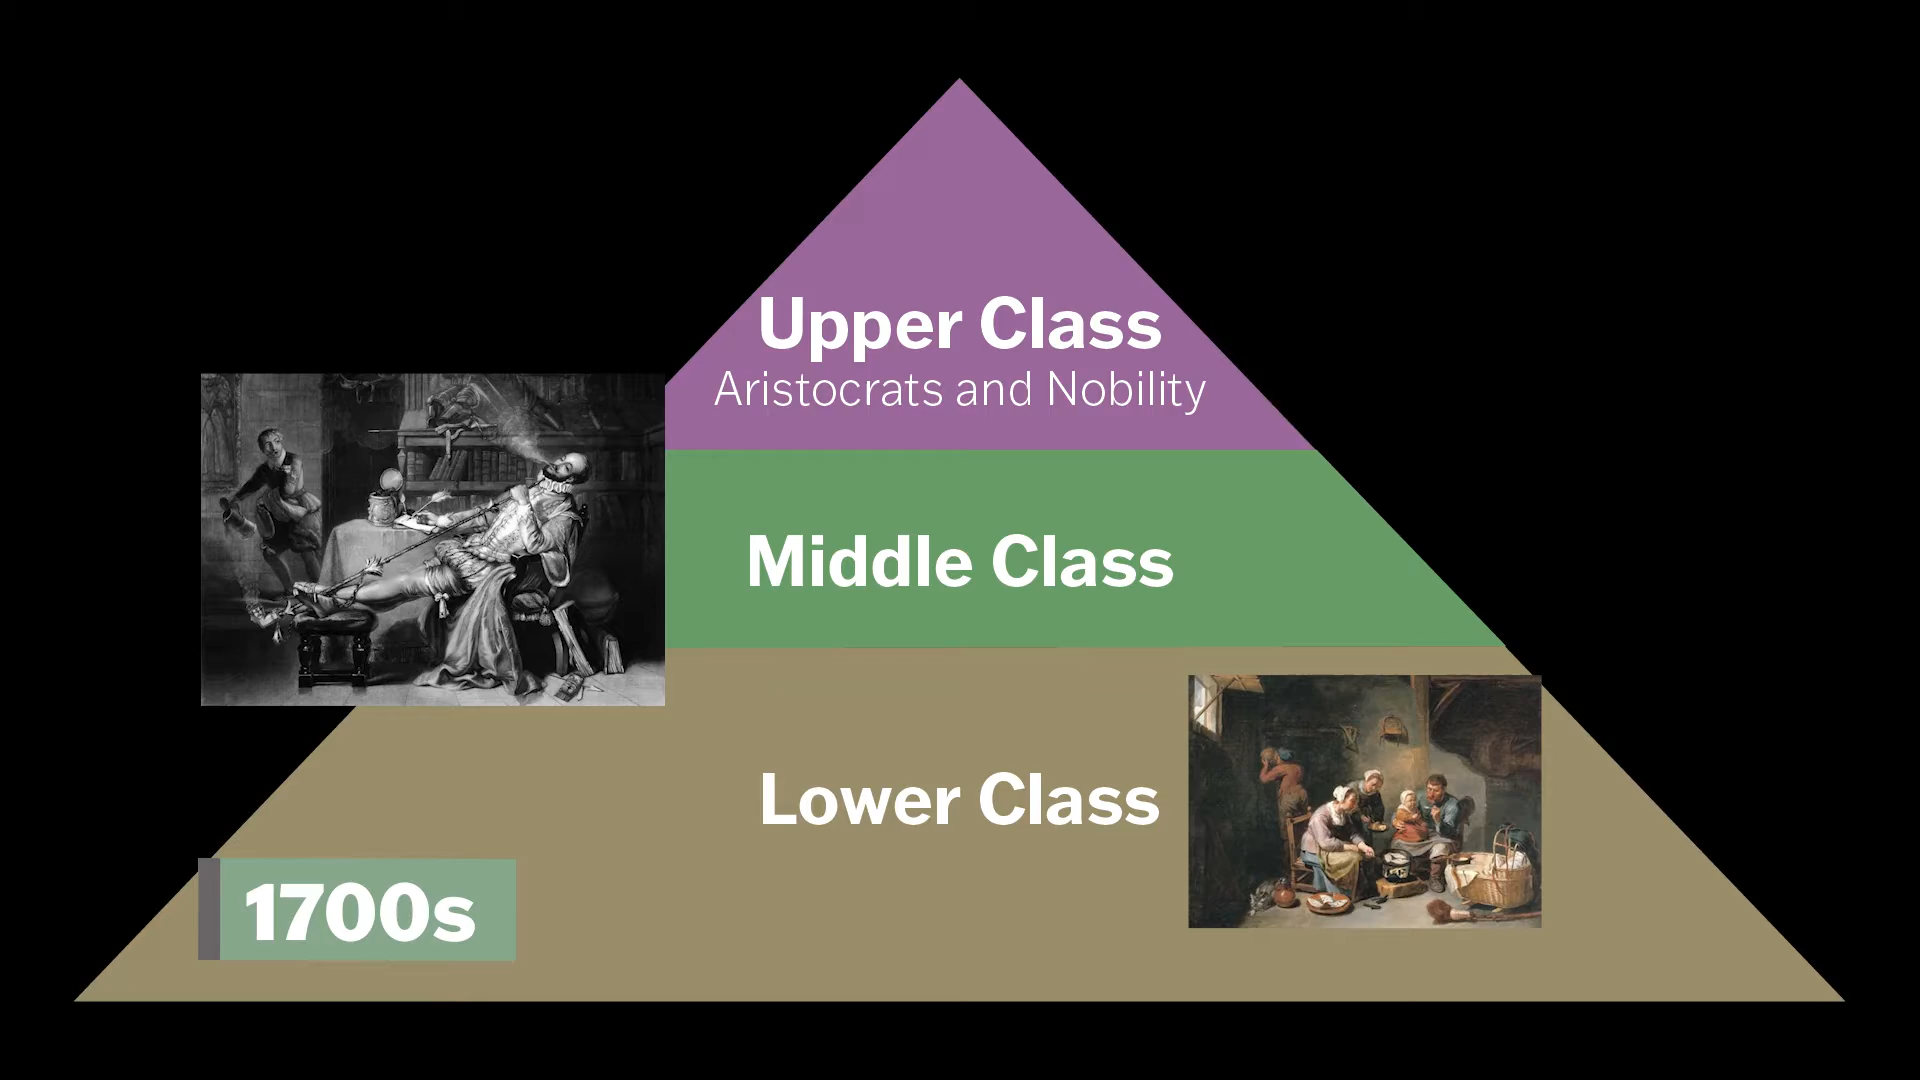 Upper Class
Aristocrats and Nobility
Middle Class
Lower Class
1700s